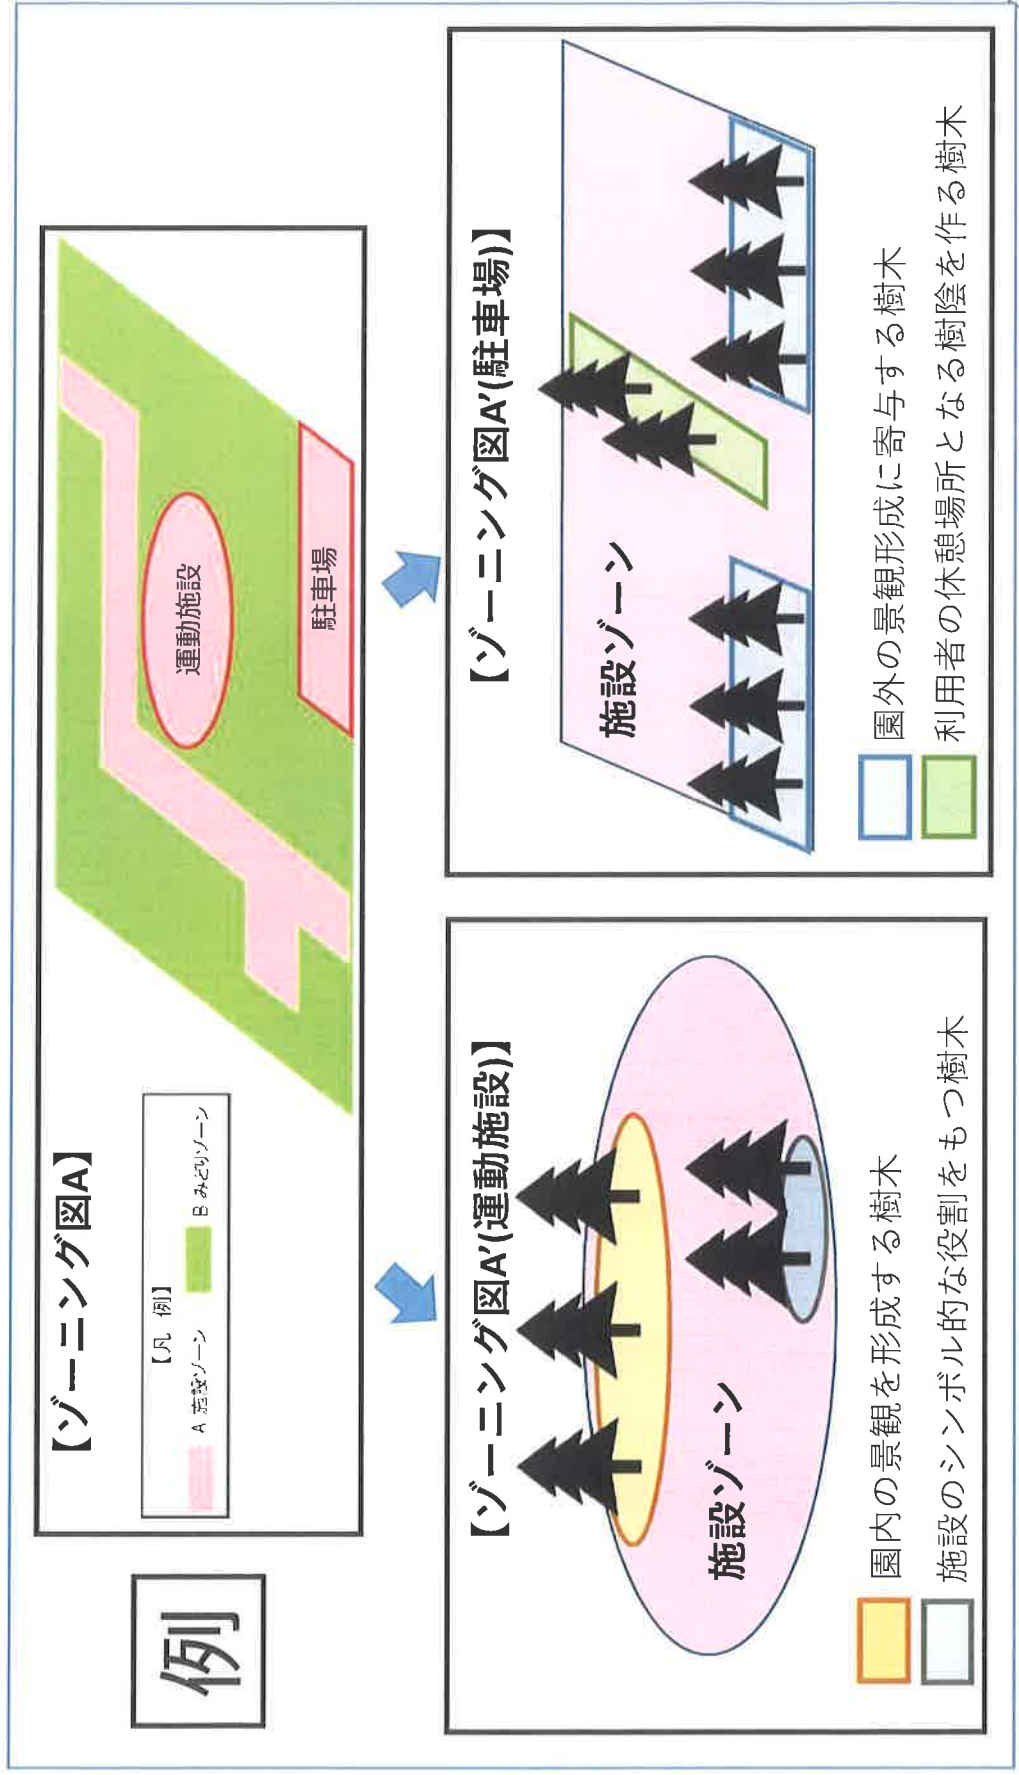 例
【ゾーニング図A】
【凡 例】
A 施設ゾーン
B みどりゾーン
運動施設
駐車場
【ゾーニング図A'(運動施設)】
施設ゾーン
園内の景観を形成する樹木
施設のシンボル的な役割をもつ樹木
【ゾーニング図A'(駐車場)】
施設ゾーン
園外の景観形成に寄与する樹木
利用者の休憩場所となる樹陰を作る樹木